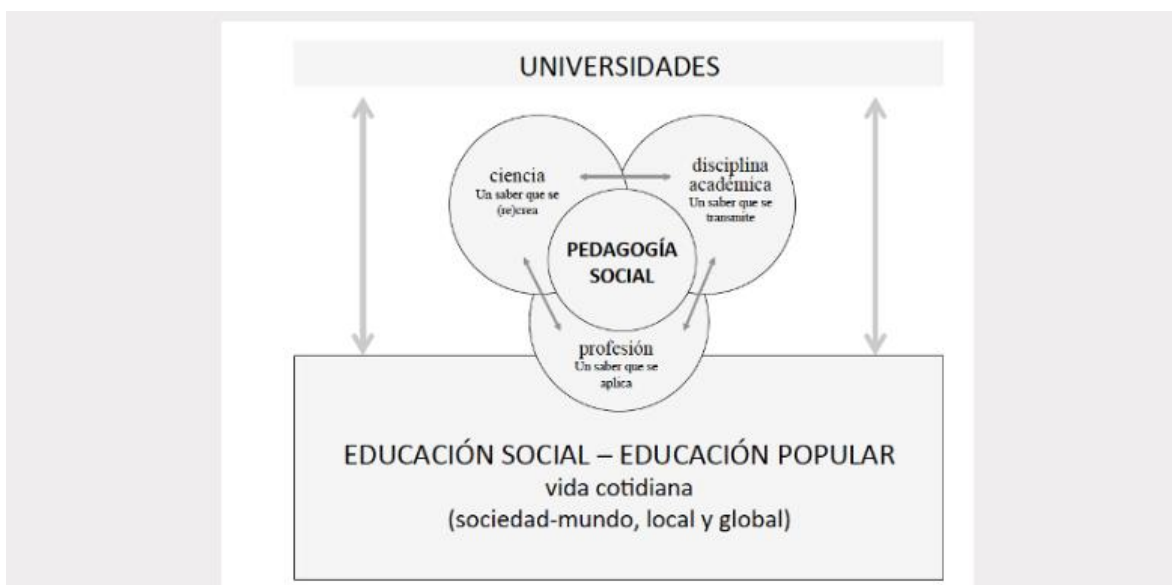 UNIVERSIDADES
ciencia
Un saber que se
(re)crea
disciplina
académica
Un saber que se
transmite
PEDAGOGÍA
SOCIAL
profesión
Un saber que se
aplica
EDUCACIÓN SOCIAL – EDUCACIÓN POPULAR
vida cotidiana
(sociedad-mundo, local y global)